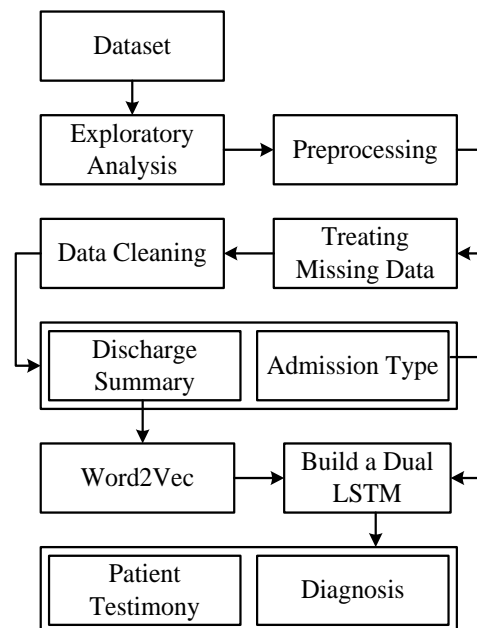 Dataset
Exploratory
Analysis
Preprocessing
Data Cleaning
Treating
Missing Data
Discharge
Summary
Admission Type
Word2Vec
Build a Dual
LSTM
Patient
Testimony
Diagnosis